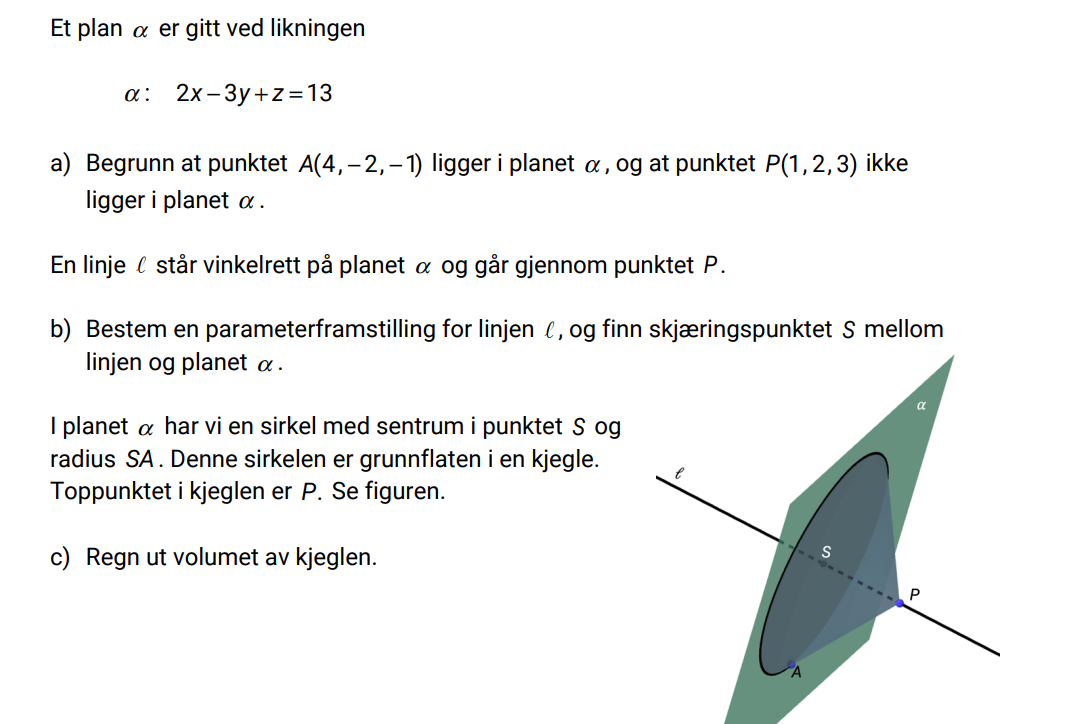 Et plan α er gitt ved likningen
α: 2x – 3y + z = 13
a) Begrunn at punktet A(4, – 2, – 1) ligger i planet α, og at punktet P(1, 2, 3) ikke
ligger i planet α.
En linje ℓ står vinkelrett på planet α og går gjennom punktet P.
b) Bestem en parameterframstilling for linjen ℓ, og finn skjæringspunktet S mellom
linjen og planet α.
I planet α har vi en sirkel med sentrum i punktet S og
radius SA. Denne sirkelen er grunnflaten i en kjegle.
Toppunktet i kjeglen er P. Se figuren.
c) Regn ut volumet av kjeglen.
α
ℓ
S
P
A